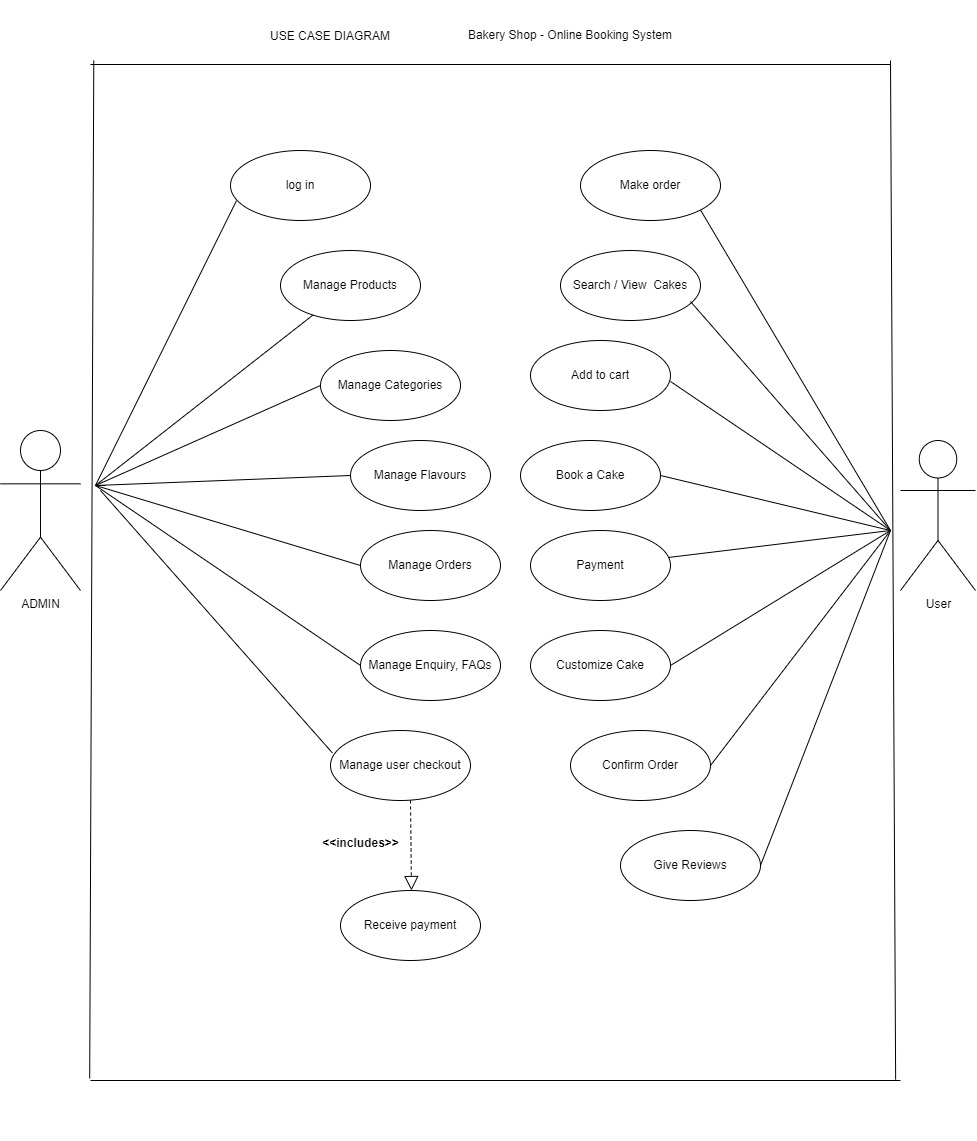 USE CASE DIAGRAM
Bakery Shop - Online Booking System
log in
Manage Products
Manage Categories
Manage Flavours
Manage Orders
Manage Enquiry, FAQs
Manage user checkout
<<includes>>
Receive payment
ADMIN
Make order
Search / View  Cakes
Add to cart
Book a Cake
Payment
Customize Cake
Confirm Order
Give Reviews
User